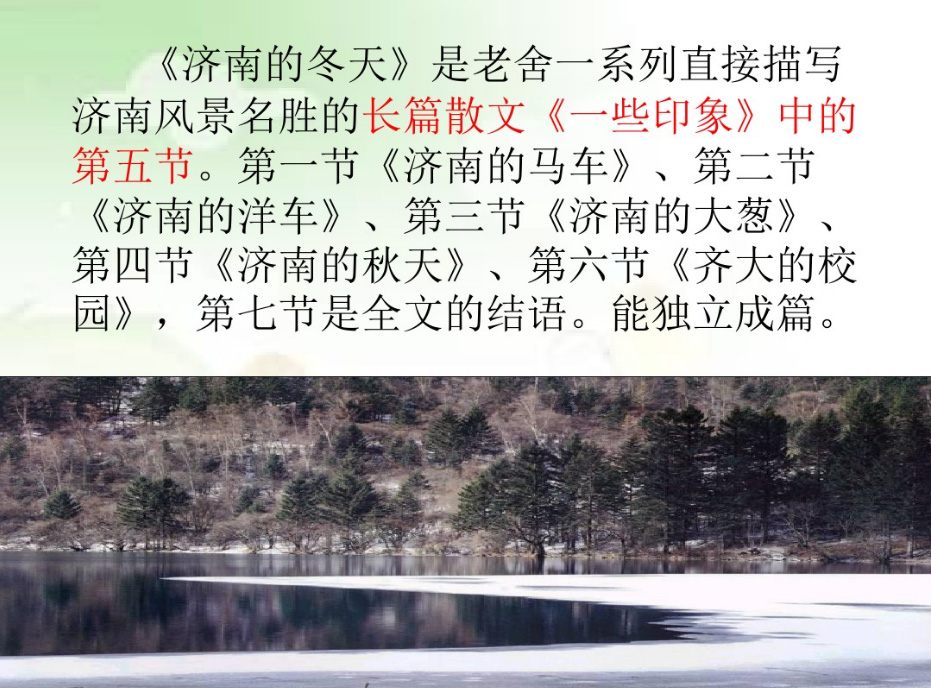 《济南的冬天》是老舍一系列直接描写
济南风景名胜的长篇散文《一些印象》中的
第五节。第一节《济南的马车》、第二节
《济南的洋车》、第三节《济南的大葱》、
第四节《济南的秋天》、第六节《齐大的校
园》，第七节是全文的结语。能独立成篇。